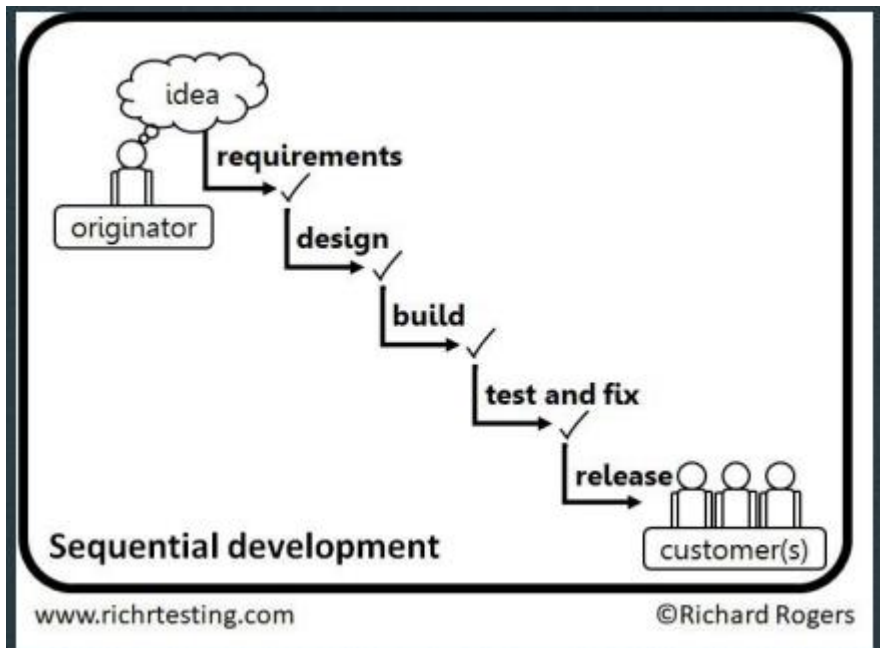 idea
requirements
originator
design
build
test and fix
release
Sequential development
customer(s)
www.richrtesting.com
©Richard Rogers